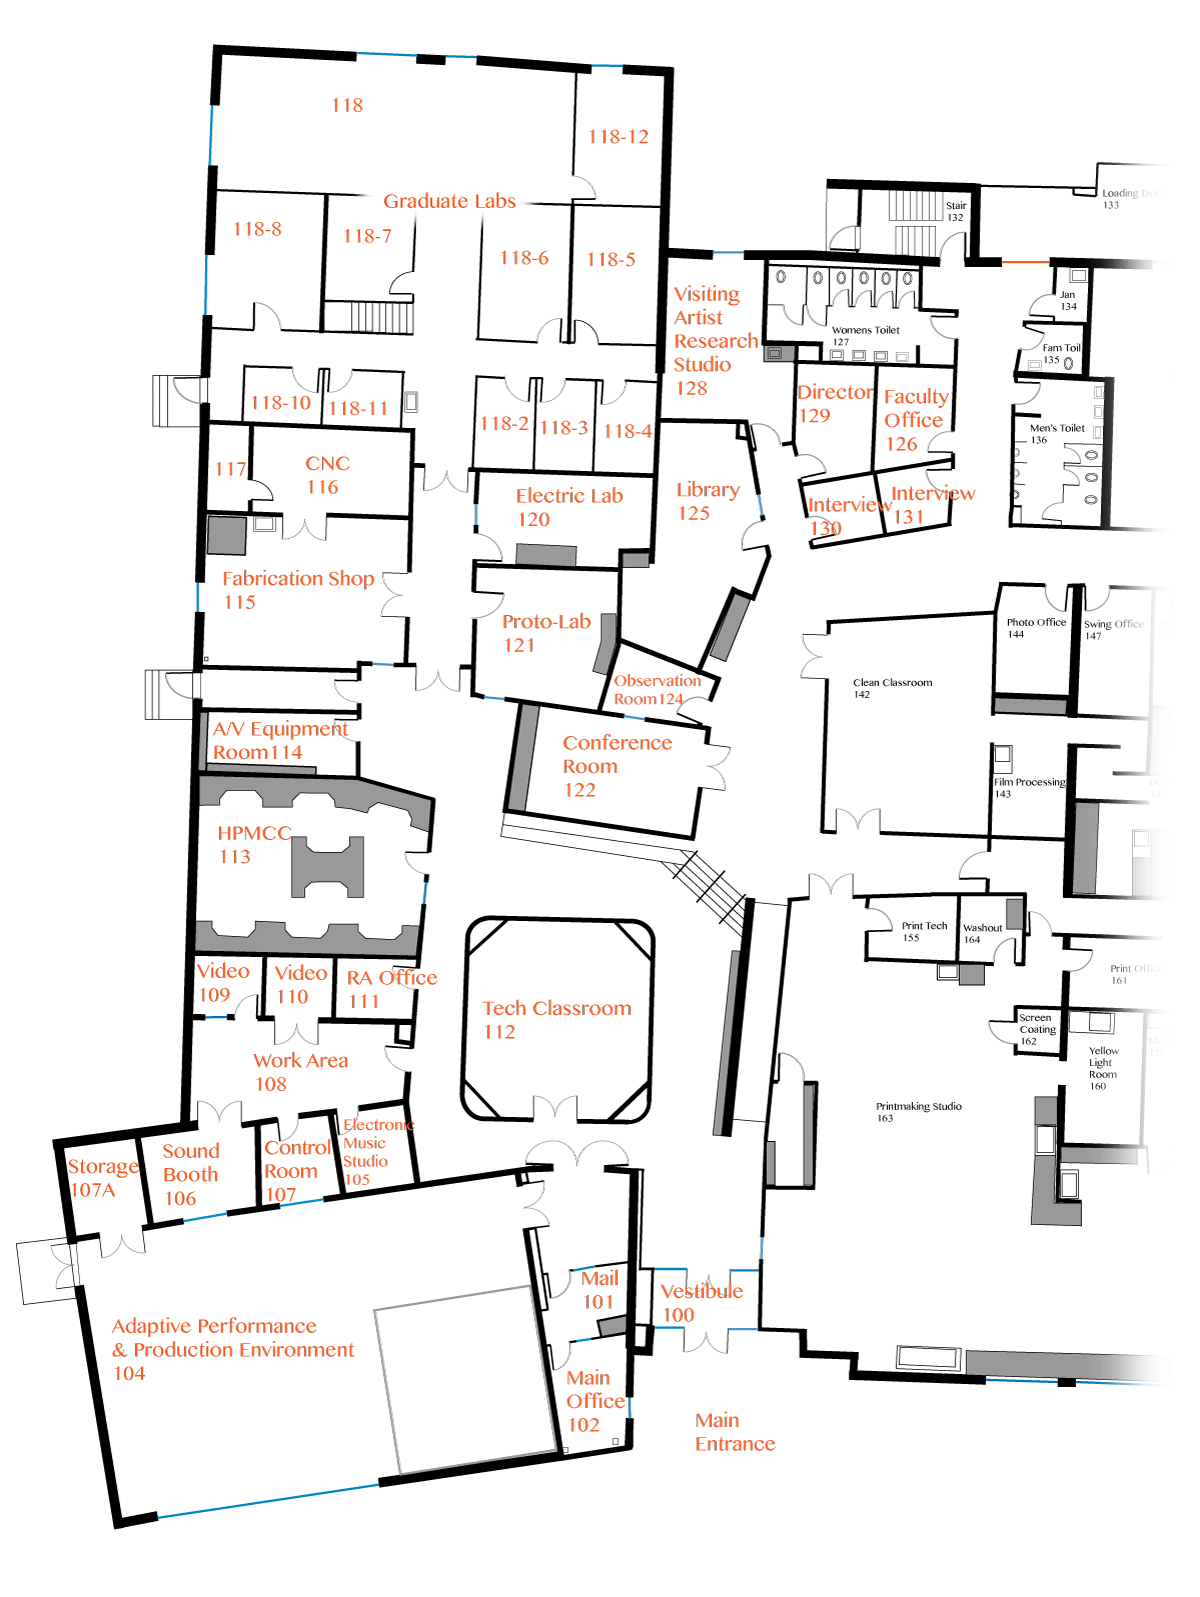 118
118-12
Graduate Labs
118-8
118-7
118-6
118-5
118-10
118-11
118-2
118-3
118-4
Stair
132
Loading Dock
133
Visiting
Artist
Research
Studio
128
Womens Toilet
127
Jan
134
Fam Toil
135
Director
129
Faculty
Office
126
Men's Toilet
136
117
CNC
116
Electric Lab
120
Library
125
Interview
130
Interview
131
Fabrication Shop
115
Proto-Lab
121
Observation
Room124
Photo Office
144
Swing Office
147
Clean Classroom
142
A/V Equipment
Room114
Conference
Room
122
Film Processing
143
HPMCC
113
Print Tech
155
Washout
164
Print Office
161
Video
109
Video
110
RA Office
111
Tech Classroom
112
Screen
Coating
162
Yellow
Light
Room
160
Work Area
108
Printmaking Studio
163
Storage
107A
Sound
Booth
106
Control
Room
107
Electronic
Music
Studio
105
Mail
101
Vestibule
100
Adaptive Performance
& Production Environment
104
Main
Office
102
Main
Entrance